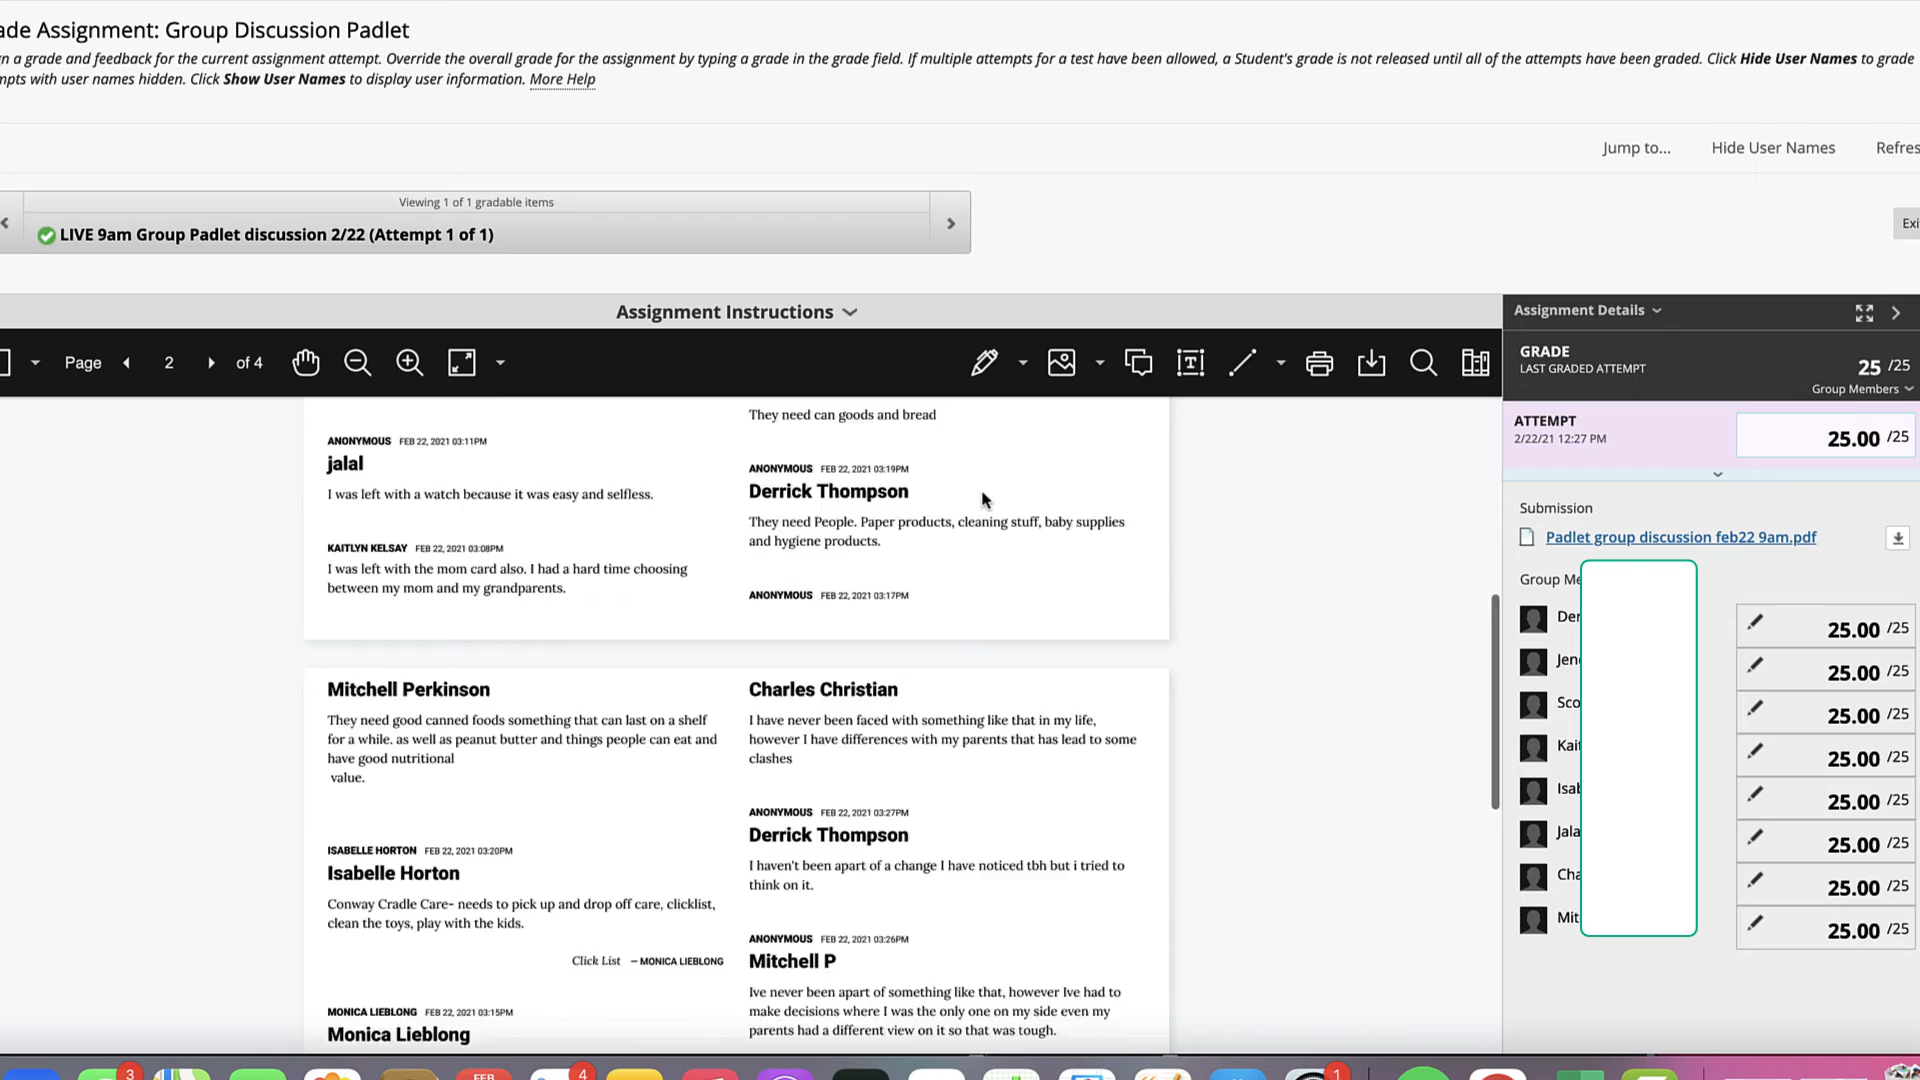 ade Assignment: Group Discussion Padlet
n a grade and feedback for the current assignment attempt. Override the overall grade for the assignment by typing a grade in the grade field. If multiple attempts for a test have been allowed, a Student's grade is not released until all of the attempts have been graded. Click Hide User Names to grade
mpts with user names hidden. Click Show User Names to display user information. More Help
Jump to... Hide User Names Refres
Viewing 1 of 1 gradable items
LIVE 9am Group Padlet discussion 2/22 (Attempt 1 of 1)
Exi
Assignment Instructions
Page 2 of 4
They need can goods and bread
ANONYMOUS FEB 22, 2021 03:11PM
jalal
I was left with a watch because it was easy and selfless.
KAITLYN KELSAY FEB 22, 2021 03:08PM
I was left with the mom card also. I had a hard time choosing
between my mom and my grandparents.
ANONYMOUS FEB 22, 2021 03:19PM
Derrick Thompson
They need People. Paper products, cleaning stuff, baby supplies
and hygiene products.
ANONYMOUS FEB 22, 2021 03:17PM
Mitchell Perkinson
They need good canned foods something that can last on a shelf
for a while. as well as peanut butter and things people can eat and
have good nutritional
value.
ISABELLE HORTON FEB 22, 2021 03:20PM
Isabelle Horton
Conway Cradle Care- needs to pick up and drop off care, clicklist,
clean the toys, play with the kids.
Click List – MONICA LIEBLONG
MONICA LIEBLONG FEB 22, 2021 03:15PM
Monica Lieblong
Charles Christian
I have never been faced with something like that in my life,
however I have differences with my parents that has lead to some
clashes
ANONYMOUS FEB 22, 2021 03:27PM
Derrick Thompson
I haven't been apart of a change I have noticed tbh but i tried to
think on it.
ANONYMOUS FEB 22, 2021 03:26PM
Mitchell P
Ive never been apart of something like that, however Ive had to
make decisions where I was the only one on my side even my
parents had a different view on it so that was tough.
Assignment Details
GRADE
LAST GRADED ATTEMPT
25 /25
Group Members
ATTEMPT
2/22/21 12:27 PM
25.00 /25
Submission
Padlet group discussion feb22 9am.pdf
Group Me
Der 25.00 /25
Jen 25.00 /25
Sco 25.00 /25
Kait 25.00 /25
Isab 25.00 /25
Jala 25.00 /25
Cha 25.00 /25
Mit 25.00 /25
3 FEB 4 1